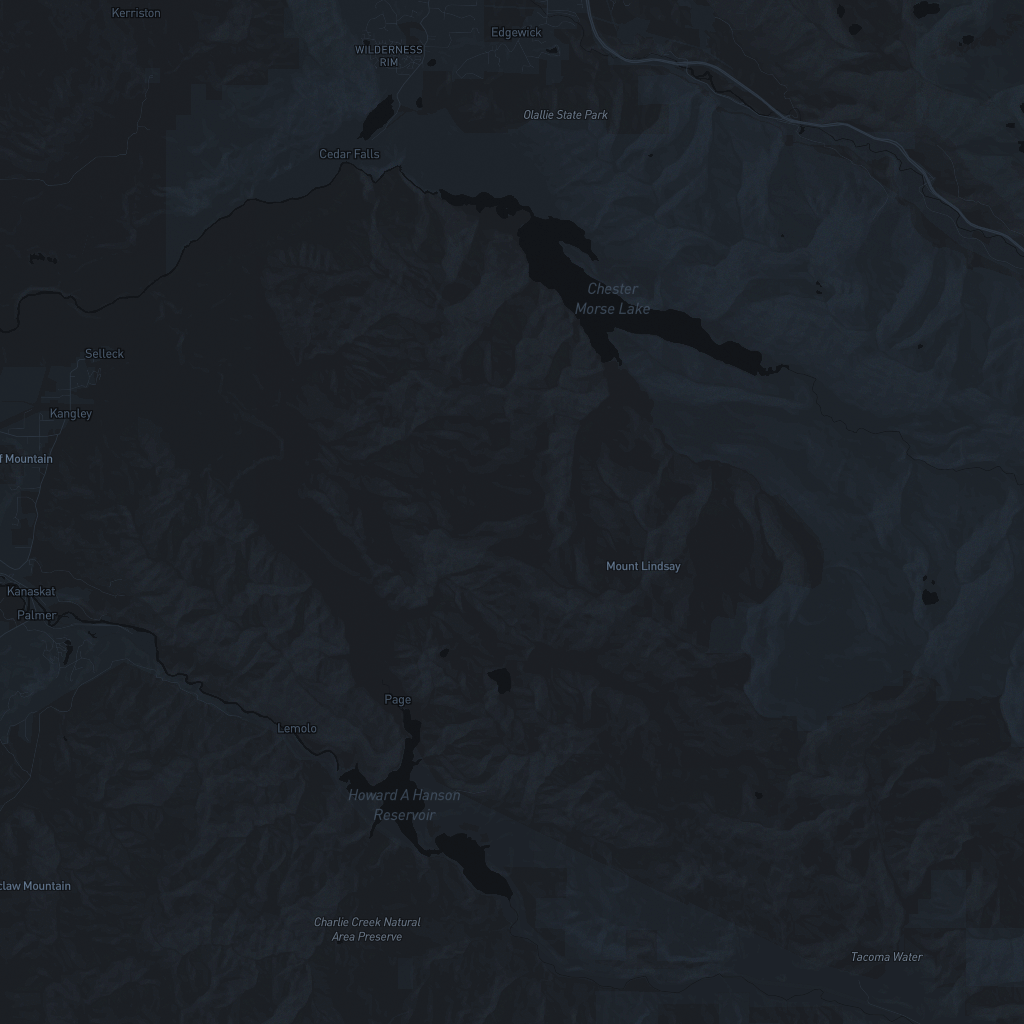 Kerriston
Edgewick
WILDERNESS
RIM
Olallie State Park
Cedar Falls
Chester
Morse Lake
Selleck
Kangley
f Mountain
Mount Lindsay
Kanaskat
Palmer
Page
Lemolo
Howard A Hanson
Reservoir
claw Mountain
Charlie Creek Natural
Area Preserve
Tacoma Water